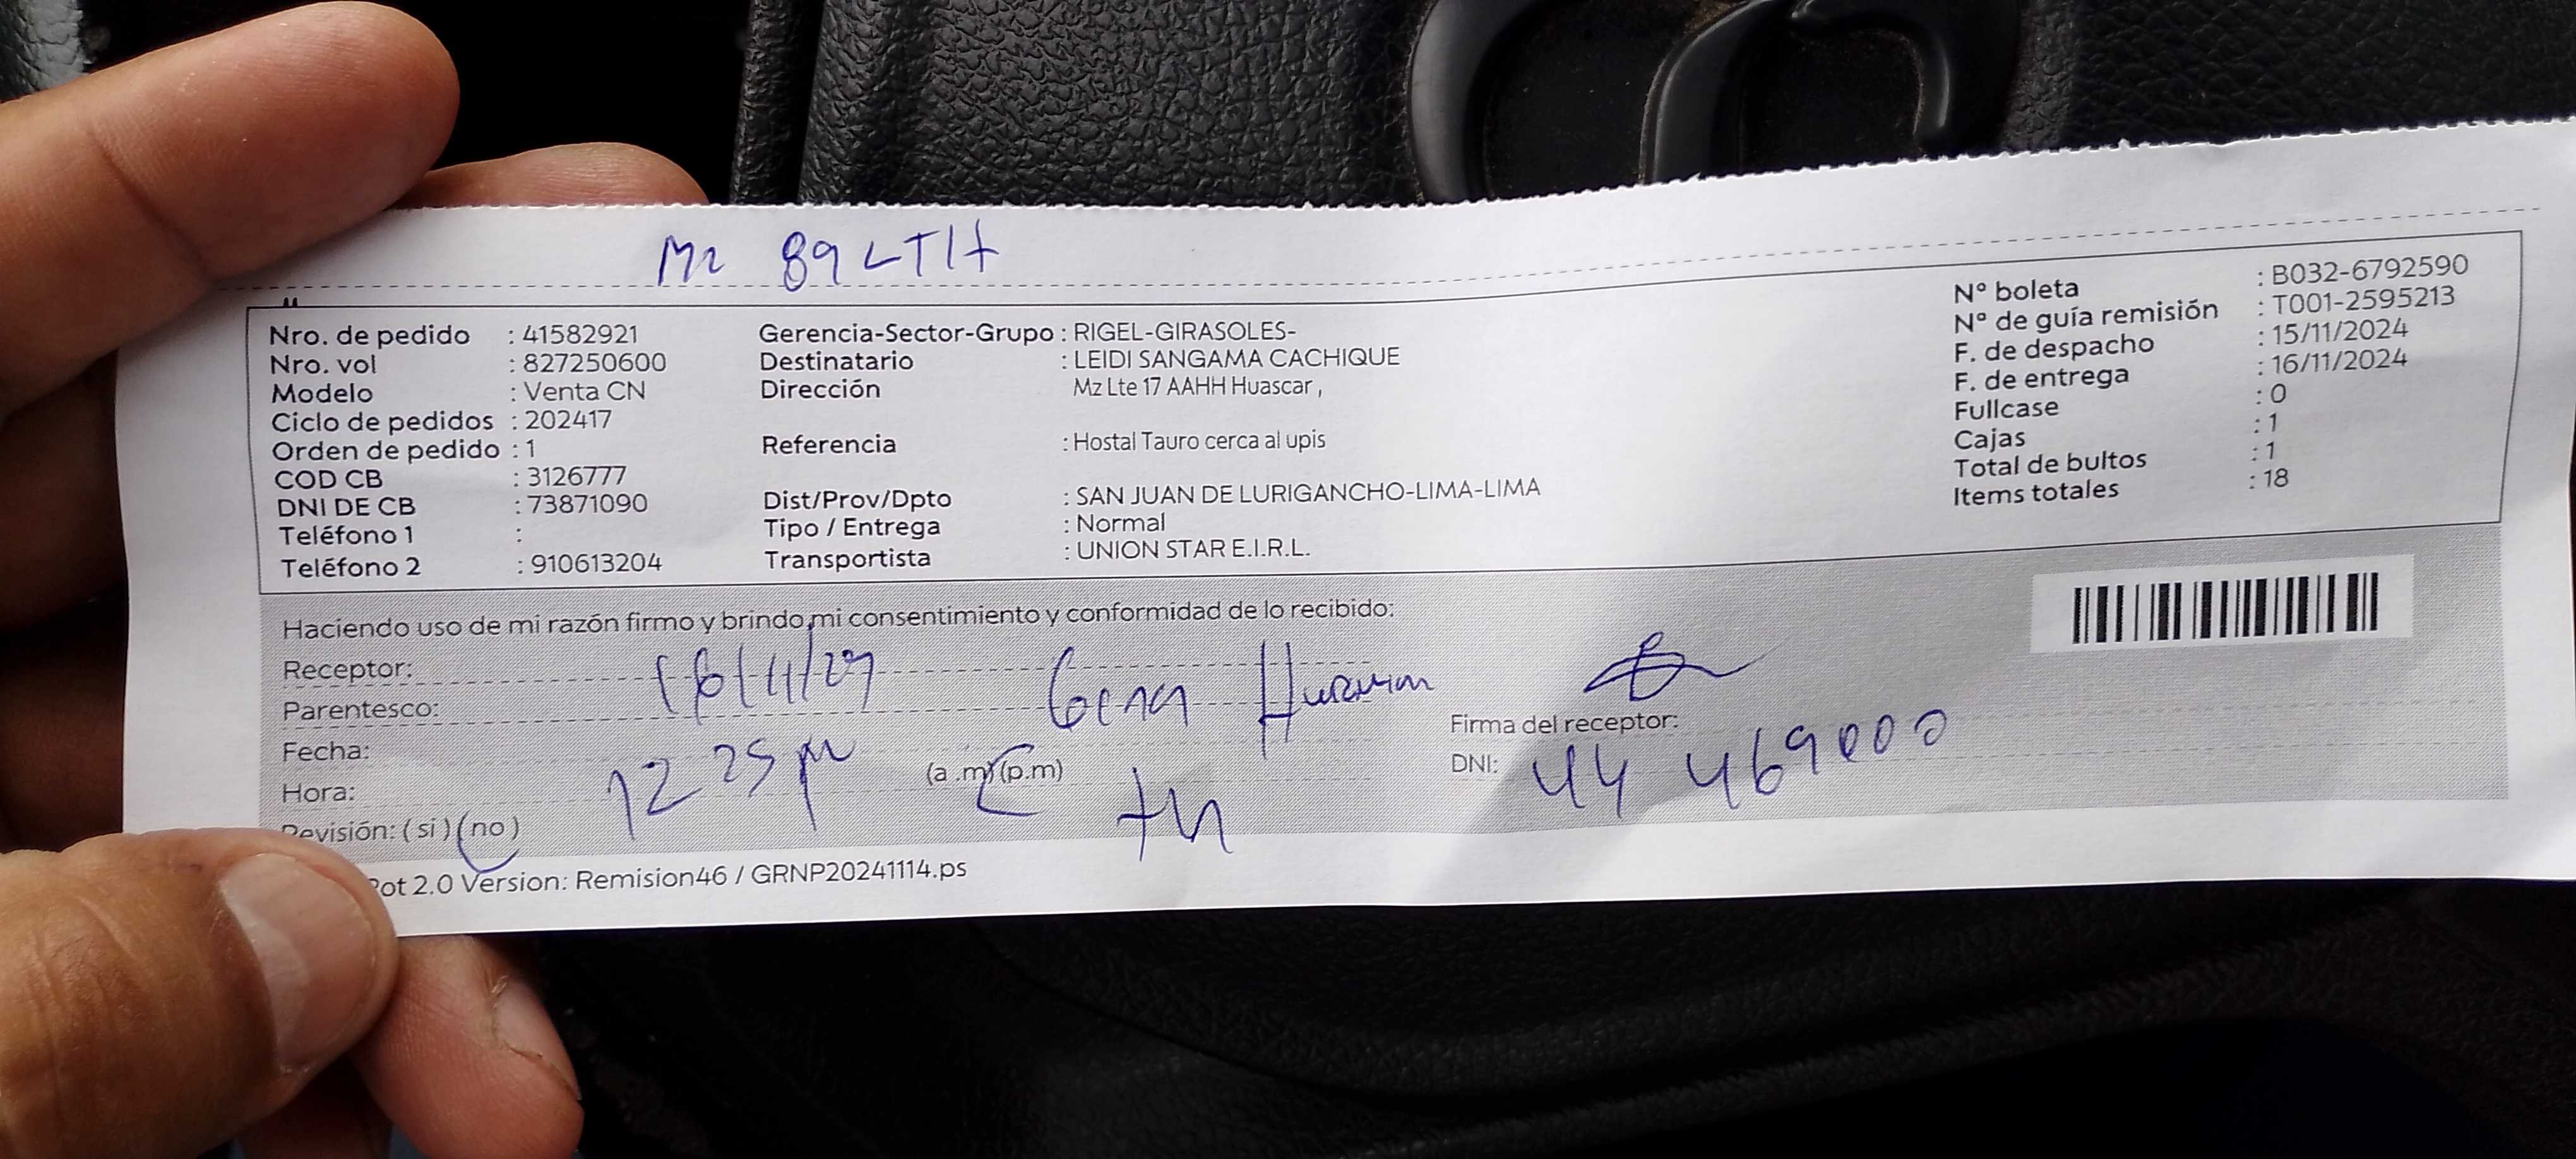 Mz 89 LT 17
Nro. de pedido : 41582921
Nro. vol : 827250600
Modelo : Venta CN
Ciclo de pedidos : 202417
Orden de pedido : 1
COD CB : 3126777
DNI DE CB : 73871090
Teléfono 1 :
Teléfono 2 : 910613204
Gerencia-Sector-Grupo : RIGEL-GIRASOLES-
Destinatario : LEIDI SANGAMA CACHIQUE
Dirección Mz Lte 17 AAHH Huascar ,
Referencia : Hostal Tauro cerca al upis
Dist/Prov/Dpto : SAN JUAN DE LURIGANCHO-LIMA-LIMA
Tipo / Entrega : Normal
Transportista : UNION STAR E.I.R.L.
Nº boleta : B032-6792590
Nº de guía remisión : T001-2595213
F. de despacho : 15/11/2024
F. de entrega : 16/11/2024
Fullcase : 0
Cajas : 1
Total de bultos : 1
Items totales : 18
Haciendo uso de mi razón firmo y brindo mi consentimiento y conformidad de lo recibido:
Receptor:
Parentesco: 16/11/24
Fecha:
Hora: 12 25 pm (a .m) (p.m)
Revisión: ( si ) ( no )
Firma del receptor:
DNI: 44 469000
Pot 2.0 Version: Remision46 / GRNP20241114.ps